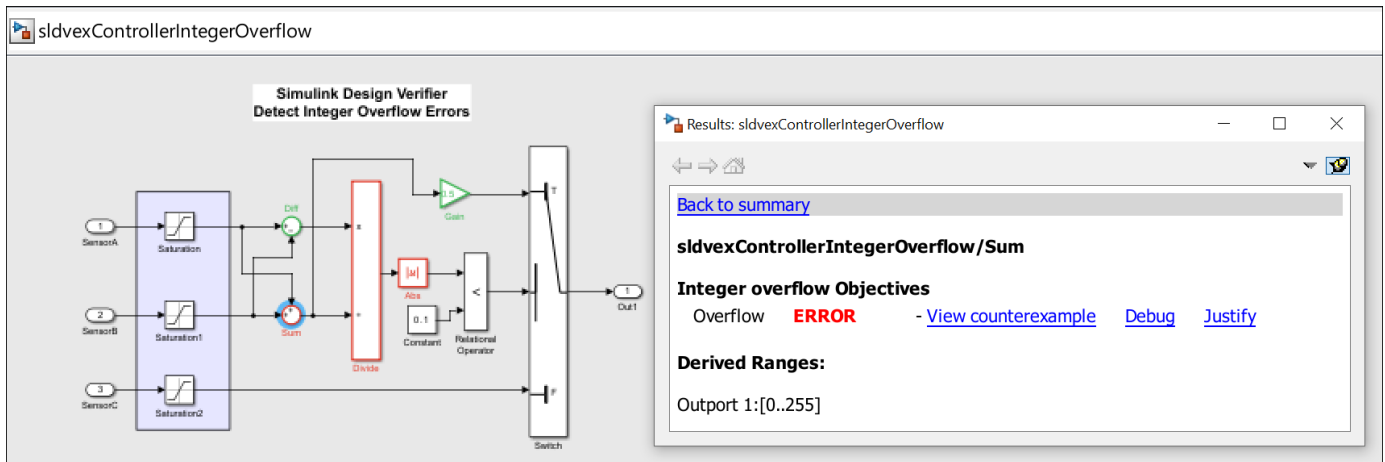 sldvexControllerIntegerOverflow
Simulink Design Verifier
Detect Integer Overflow Errors
1
SensorA
Saturation
Diff
+
-
x
0.5
Gain
T
|u|
Abs
<
1
Out1
2
SensorB
Saturation1
+
+
Sum
÷
0.1
Constant
Relational
Operator
Divide
3
SensorC
Saturation2
F
Switch
Results: sldvexControllerIntegerOverflow
Back to summary
sldvexControllerIntegerOverflow/Sum
Integer overflow Objectives
Overflow ERROR - View counterexample Debug Justify
Derived Ranges:
Outport 1:[0..255]